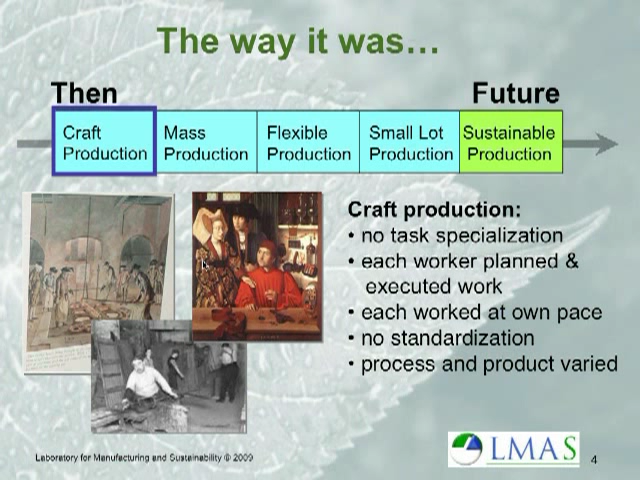 The way it was…
Then
Future
Craft
Production
Mass
Production
Flexible
Production
Small Lot
Production
Sustainable
Production
Craft production:
• no task specialization
• each worker planned &
executed work
• each worked at own pace
• no standardization
• process and product varied
Laboratory for Manufacturing and Sustainability © 2009
LMAS
4